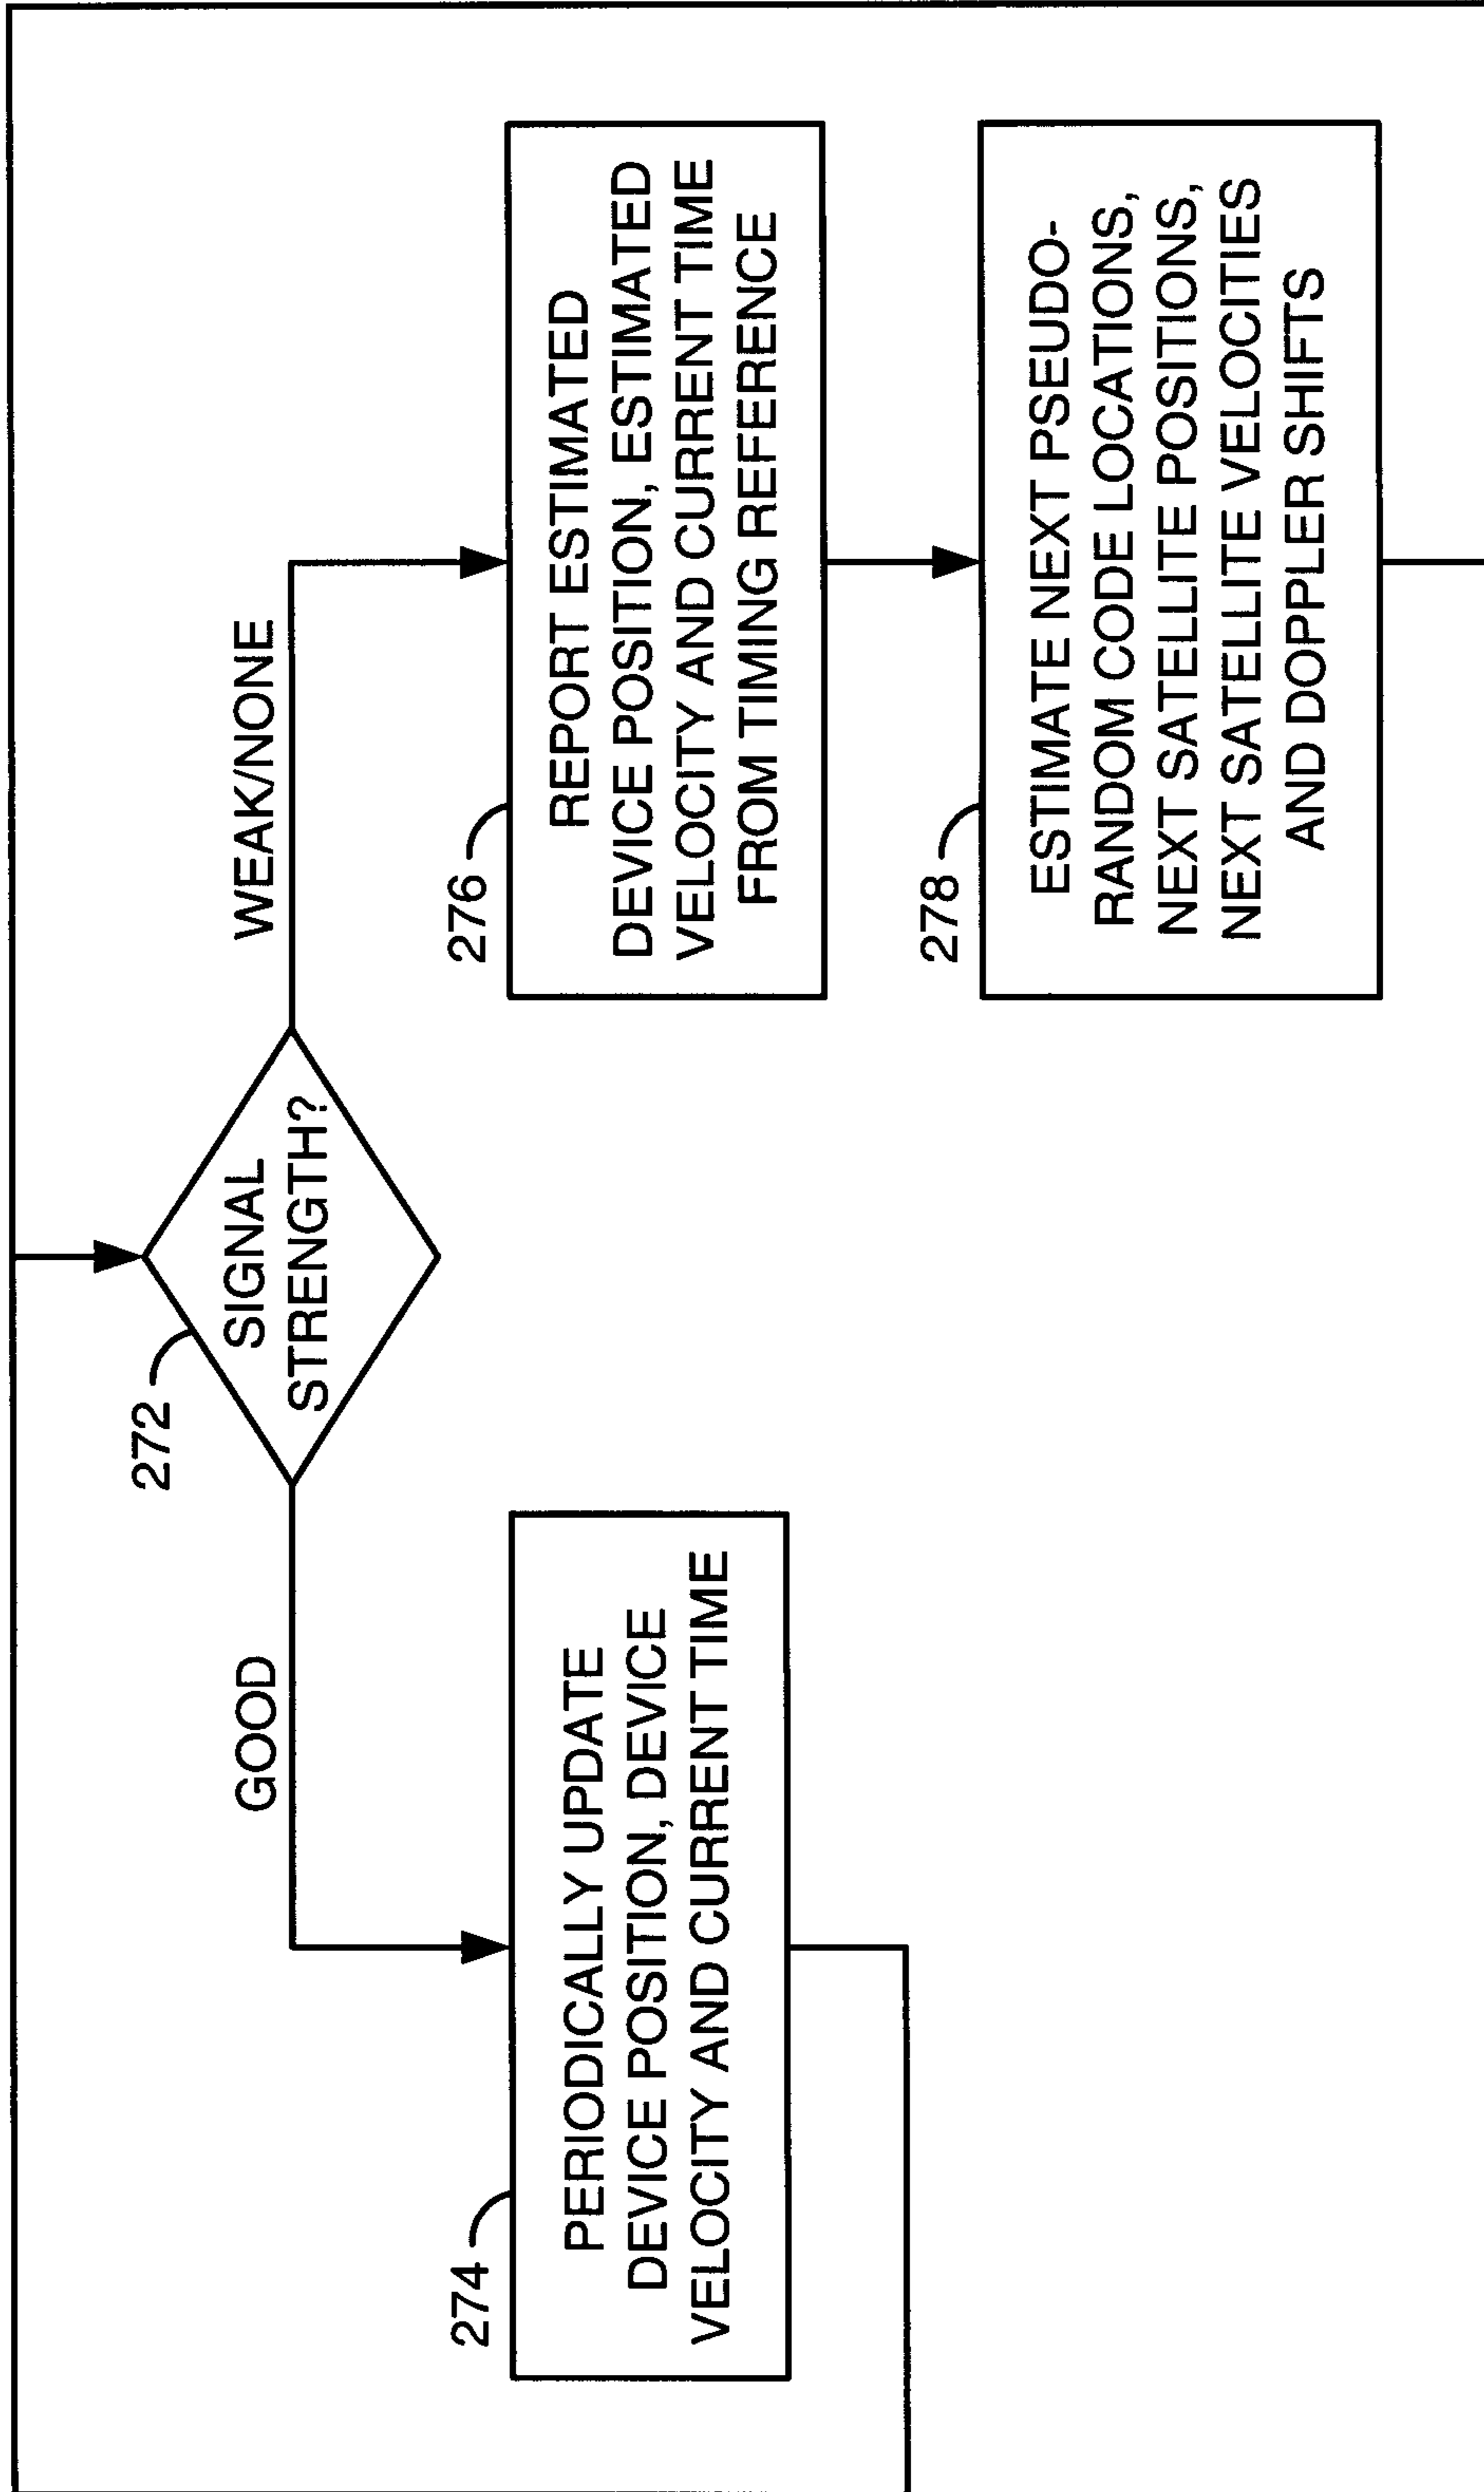 272
SIGNAL
STRENGTH?
GOOD
WEAK/NONE
274
PERIODICALLY UPDATE
DEVICE POSITION, DEVICE
VELOCITY AND CURRENT TIME
276
REPORT ESTIMATED
DEVICE POSITION, ESTIMATED
VELOCITY AND CURRENT TIME
FROM TIMING REFERENCE
278
ESTIMATE NEXT PSEUDO-
RANDOM CODE LOCATIONS,
NEXT SATELLITE POSITIONS,
NEXT SATELLITE VELOCITIES
AND DOPPLER SHIFTS